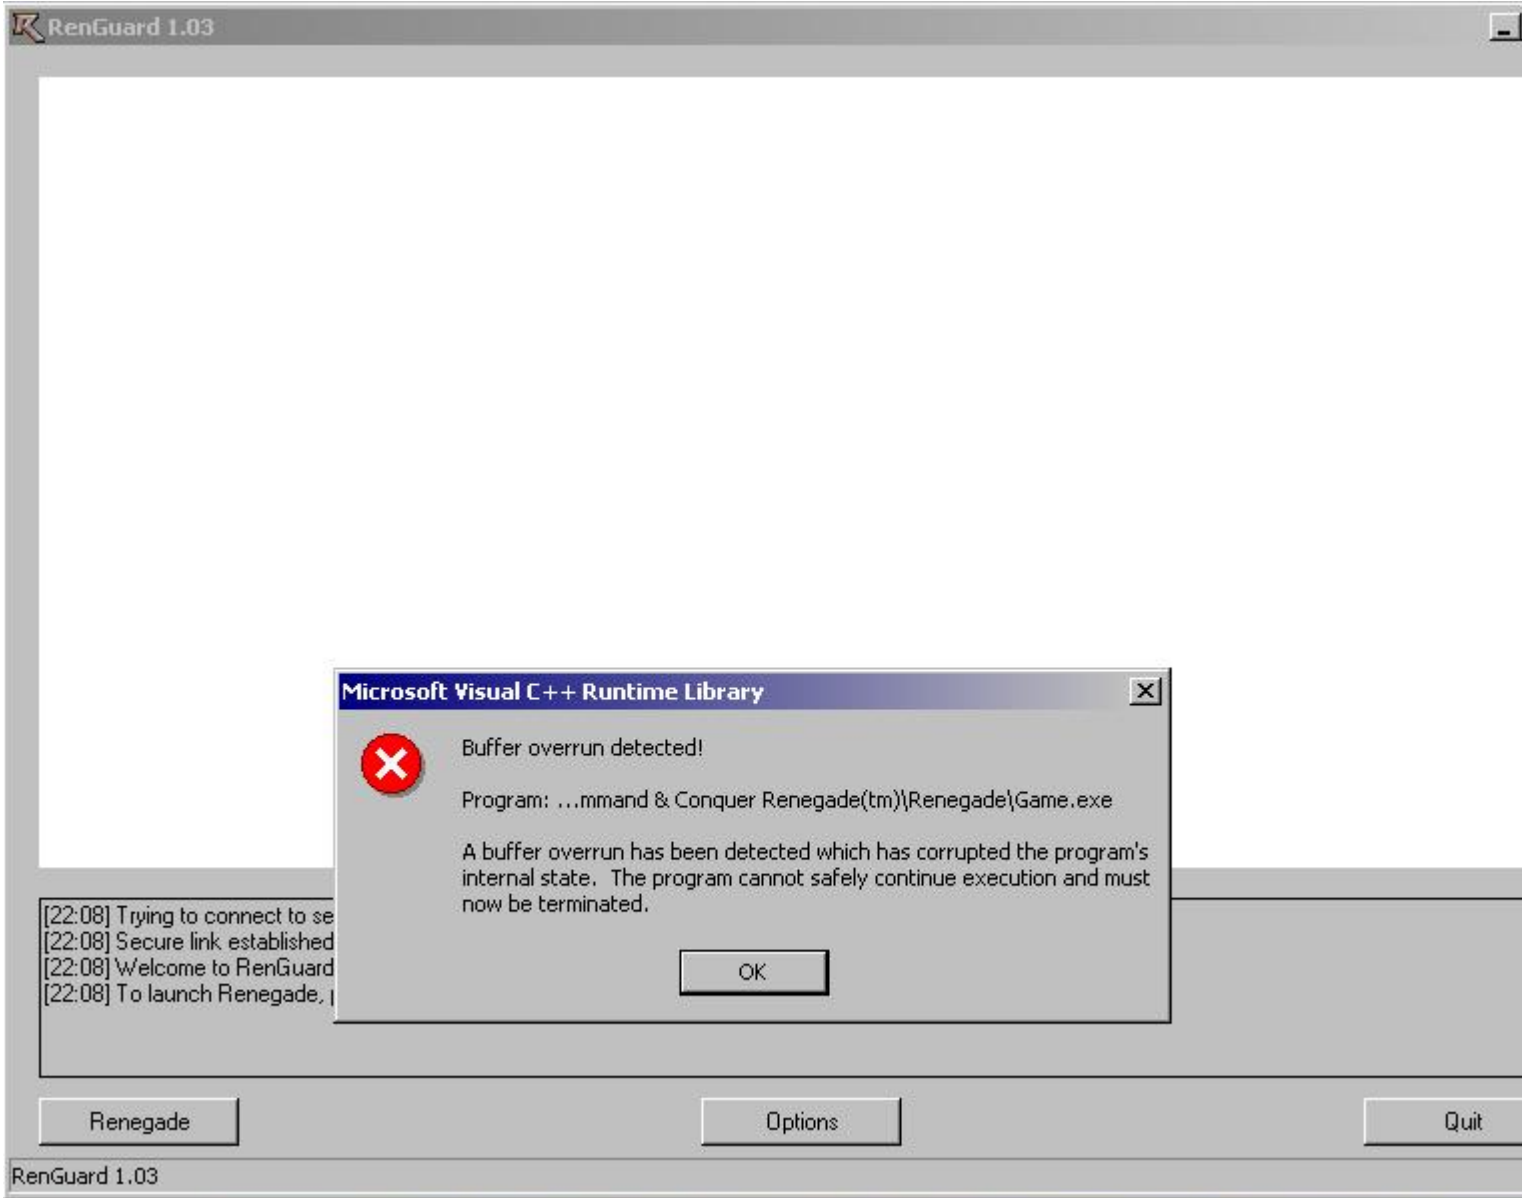 RenGuard 1.03
Microsoft Visual C++ Runtime Library
Buffer overrun detected!
Program: ...mmand & Conquer Renegade(tm)\Renegade\Game.exe
A buffer overrun has been detected which has corrupted the program's
internal state.  The program cannot safely continue execution and must
now be terminated.
OK
[22:08] Trying to connect to se
[22:08] Secure link established
[22:08] Welcome to RenGuard
[22:08] To launch Renegade,
Renegade
Options
Quit
RenGuard 1.03